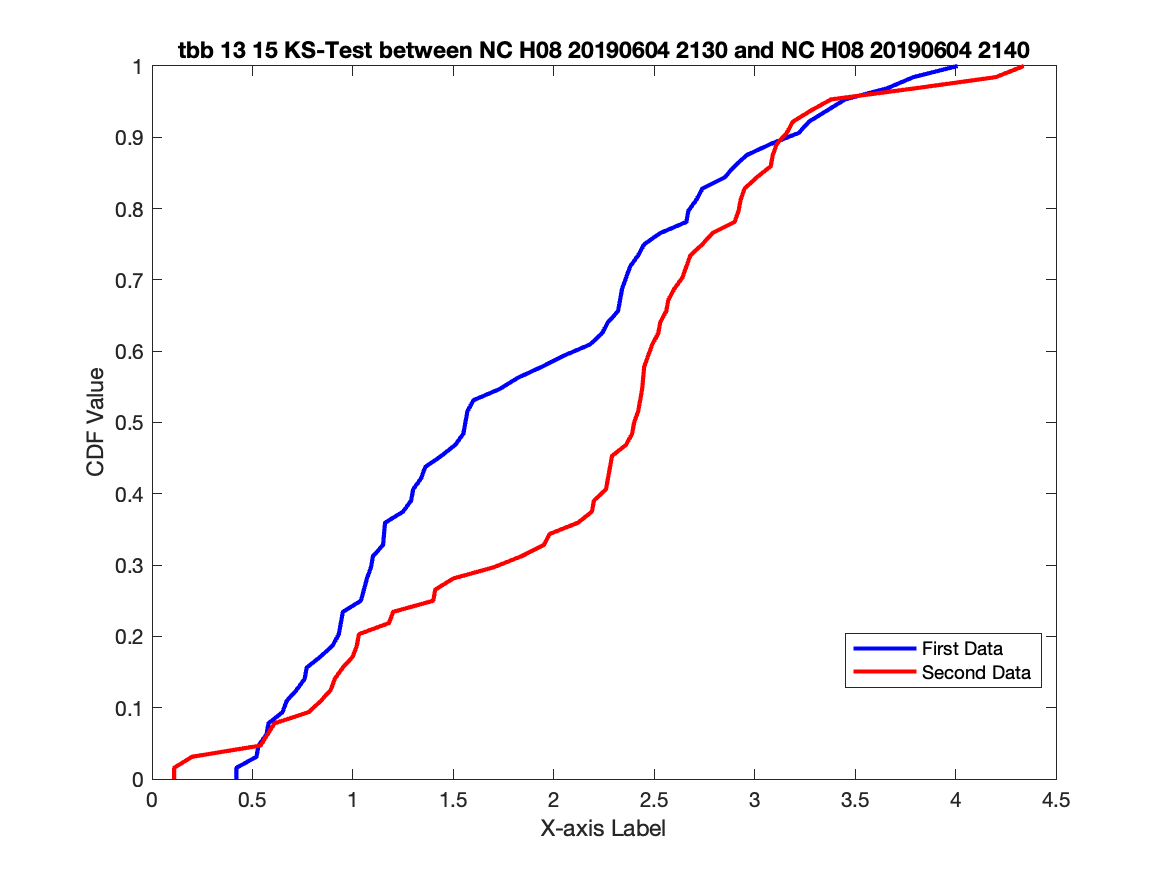 tbb 13 15 KS-Test between NC H08 20190604 2130 and NC H08 20190604 2140
1
0.9
0.8
0.7
0.6
0.5
0.4
0.3
0.2
0.1
0
CDF Value
First Data
Second Data
0 0.5 1 1.5 2 2.5 3 3.5 4 4.5
X-axis Label